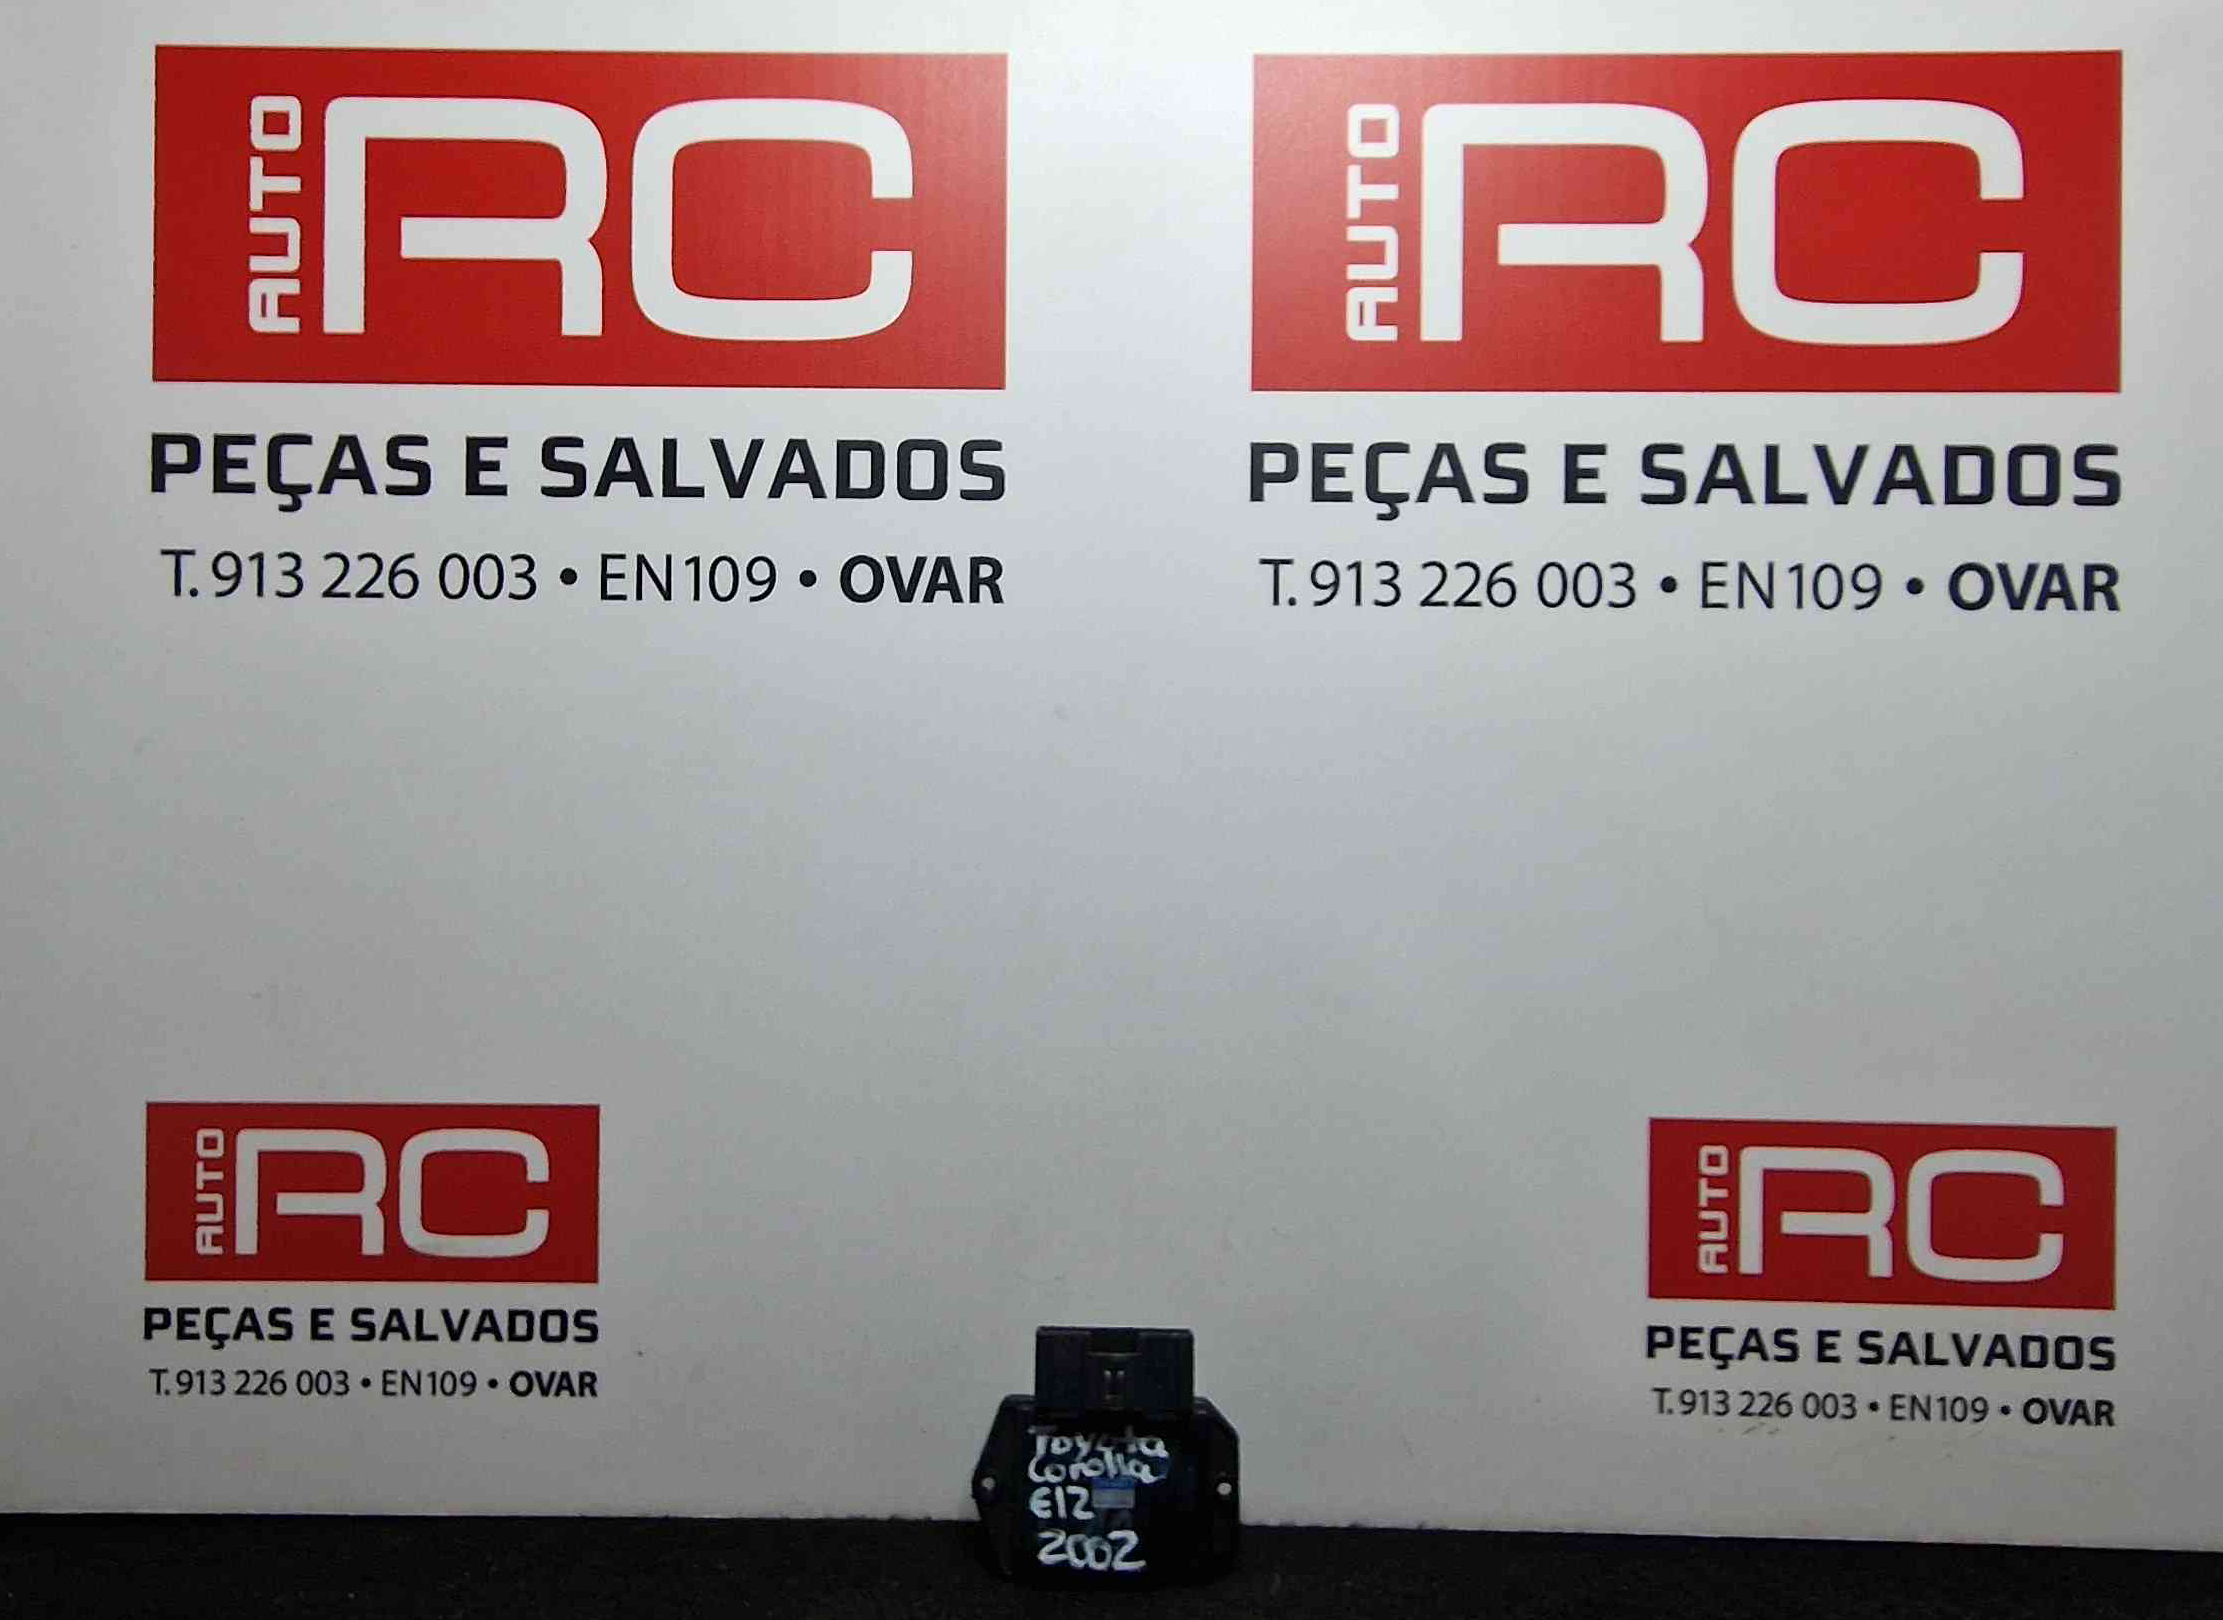 AUTO RC
PEÇAS E SALVADOS
T. 913 226 003 • EN109 • OVAR
AUTO RC
PEÇAS E SALVADOS
T. 913 226 003 • EN109 • OVAR
AUTO RC
PEÇAS E SALVADOS
T. 913 226 003 • EN109 • OVAR
AUTO RC
PEÇAS E SALVADOS
T. 913 226 003 • EN109 • OVAR
Toyota
Corolla
E12
2002